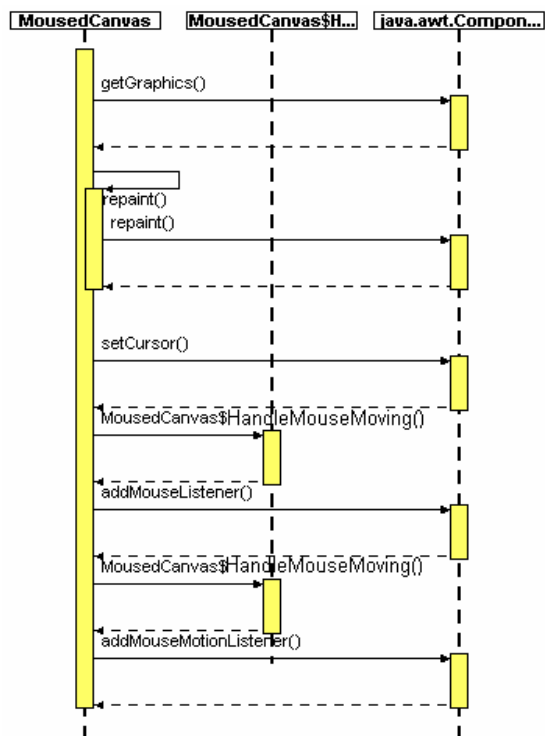 MousedCanvas
MousedCanvas$H...
java.awt.Compon...
getGraphics()
repaint()
repaint()
setCursor()
MousedCanvas$HandleMouseMoving()
addMouseListener()
MousedCanvas$HandleMouseMoving()
addMouseMotionListener()